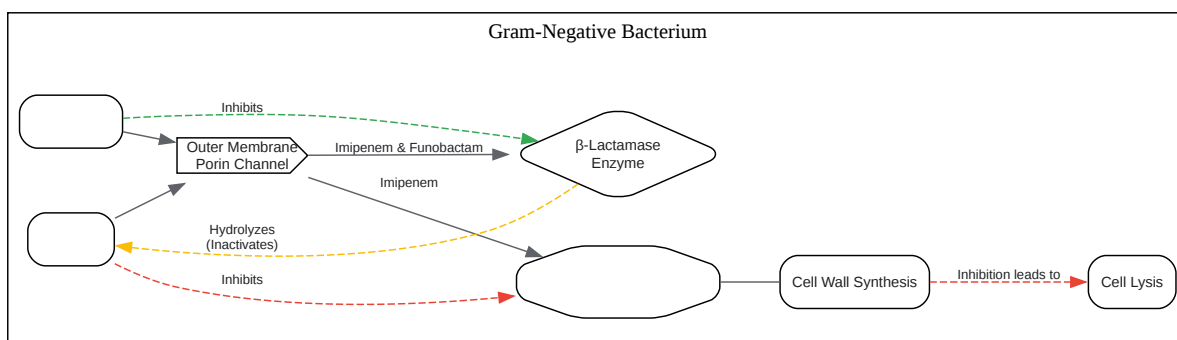 Gram-Negative Bacterium
Inhibits
Outer Membrane
Porin Channel
Imipenem & Funobactam
β-Lactamase
Enzyme
Imipenem
Hydrolyzes
(Inactivates)
Inhibits
Cell Wall Synthesis
Inhibition leads to
Cell Lysis